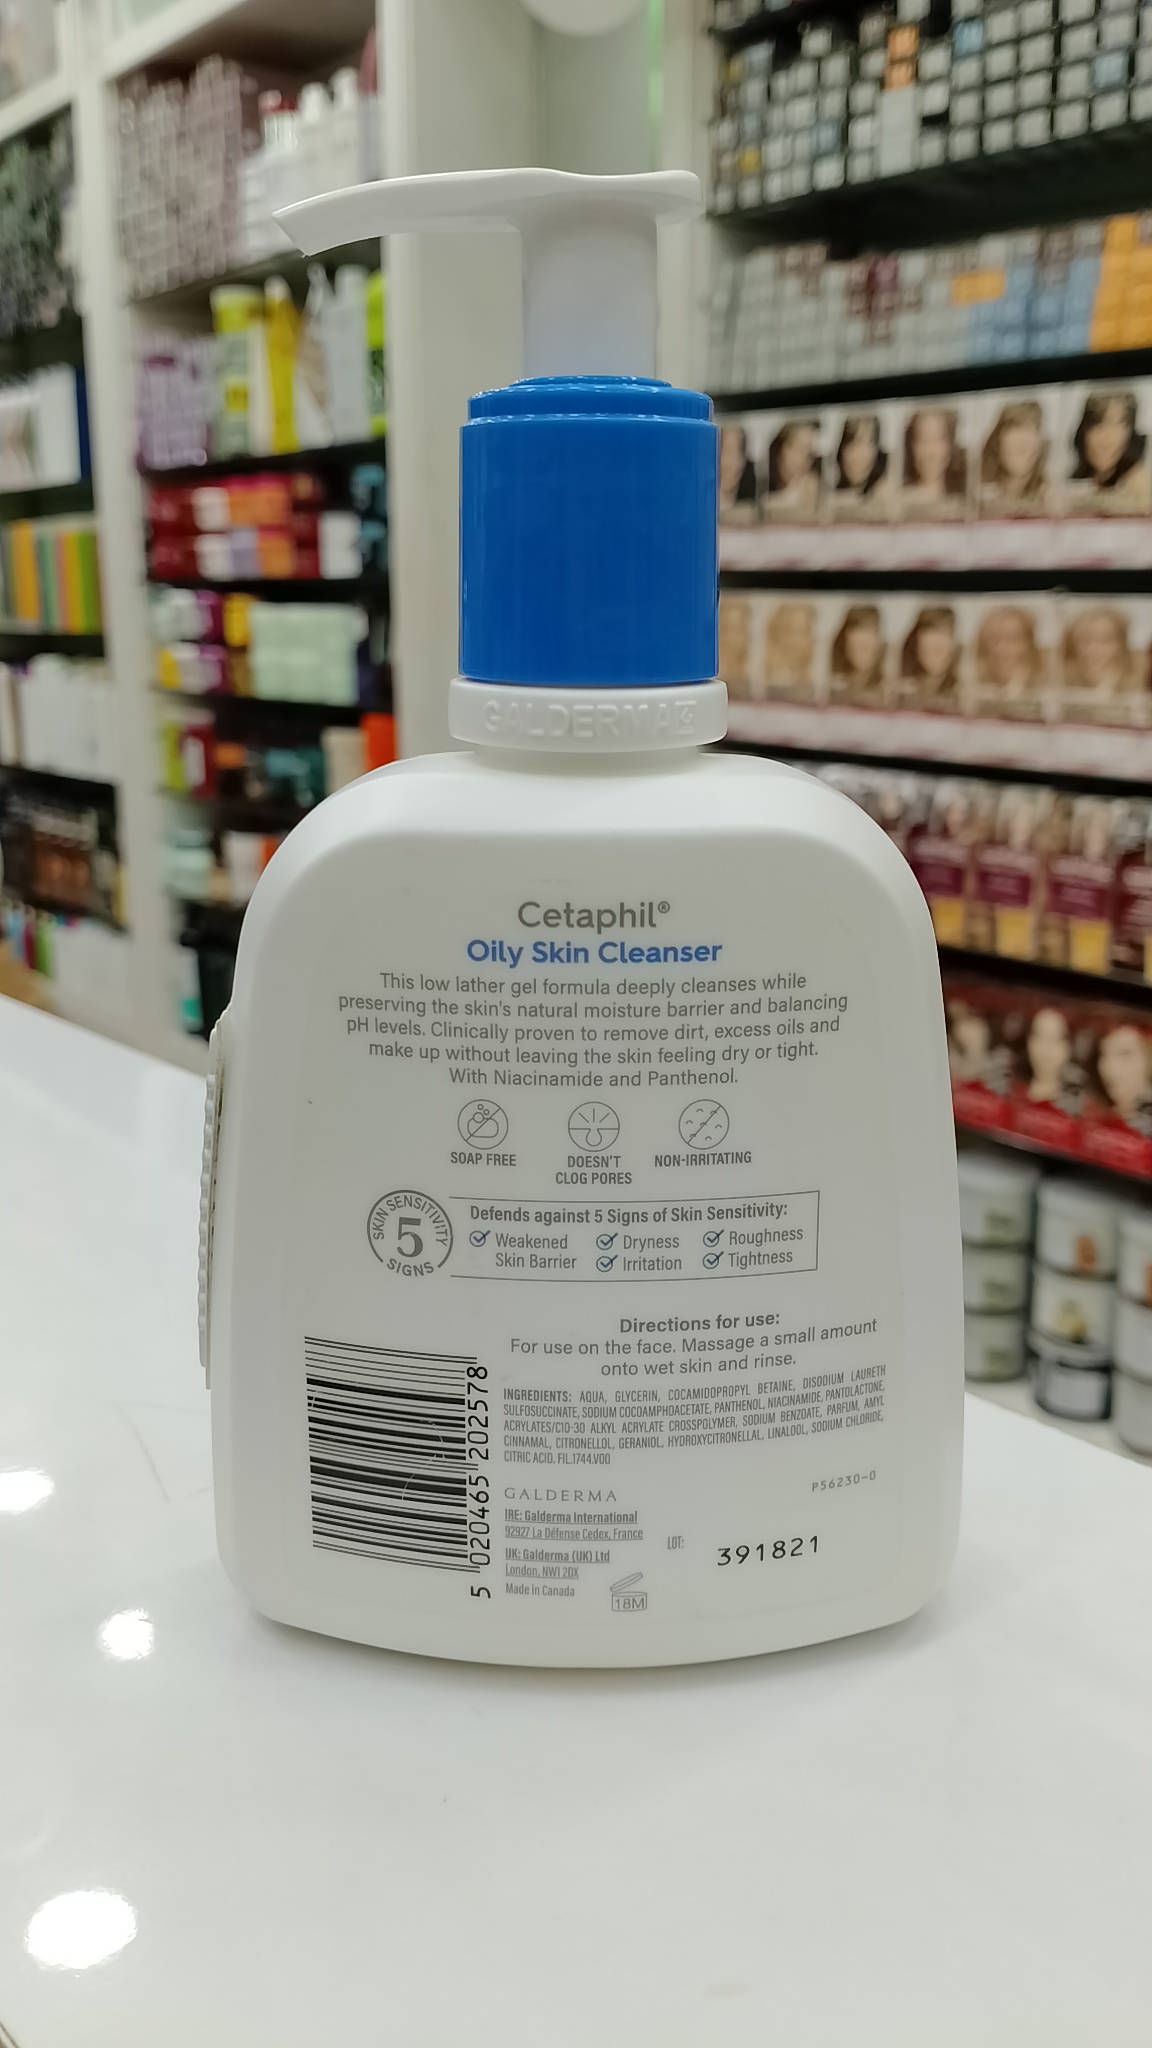 GALDERMA
Cetaphil®
Oily Skin Cleanser
This low lather gel formula deeply cleanses while
preserving the skin's natural moisture barrier and balancing
pH levels. Clinically proven to remove dirt, excess oils and
make up without leaving the skin feeling dry or tight.
With Niacinamide and Panthenol.
SOAP FREE
DOESN'T
CLOG PORES
NON-IRRITATING
SKIN SENSITIVITY
5
SIGNS
Defends against 5 Signs of Skin Sensitivity:
Weakened
Skin Barrier
Dryness
Irritation
Roughness
Tightness
Directions for use:
For use on the face. Massage a small amount
onto wet skin and rinse.
INGREDIENTS: AQUA, GLYCERIN, COCAMIDOPROPYL BETAINE, DISODIUM LAURETH
SULFOSUCCINATE, SODIUM COCOAMPHOACETATE, PANTHENOL, NIACINAMIDE, PANTOLACTONE,
ACRYLATES/C10-30 ALKYL ACRYLATE CROSSPOLYMER, SODIUM BENZOATE, PARFUM, AMYL
CINNAMAL, CITRONELLOL, GERANIOL, HYDROXYCITRONELLAL, LINALOOL, SODIUM CHLORIDE,
CITRIC ACID. FIL.1744.V00
5 020465 202578
GALDERMA
P56230-0
IRE: Galderma International
92927 La Défense Cedex, France
UK: Galderma (UK) Ltd
London, NW1 2DX
Made in Canada
LOT:
391821
18M